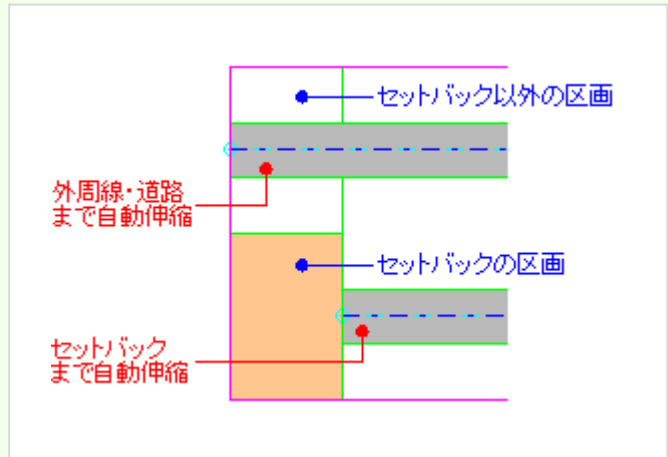 セットバック以外の区画
外周線・道路
まで自動伸縮
セットバックの区画
セットバック
まで自動伸縮